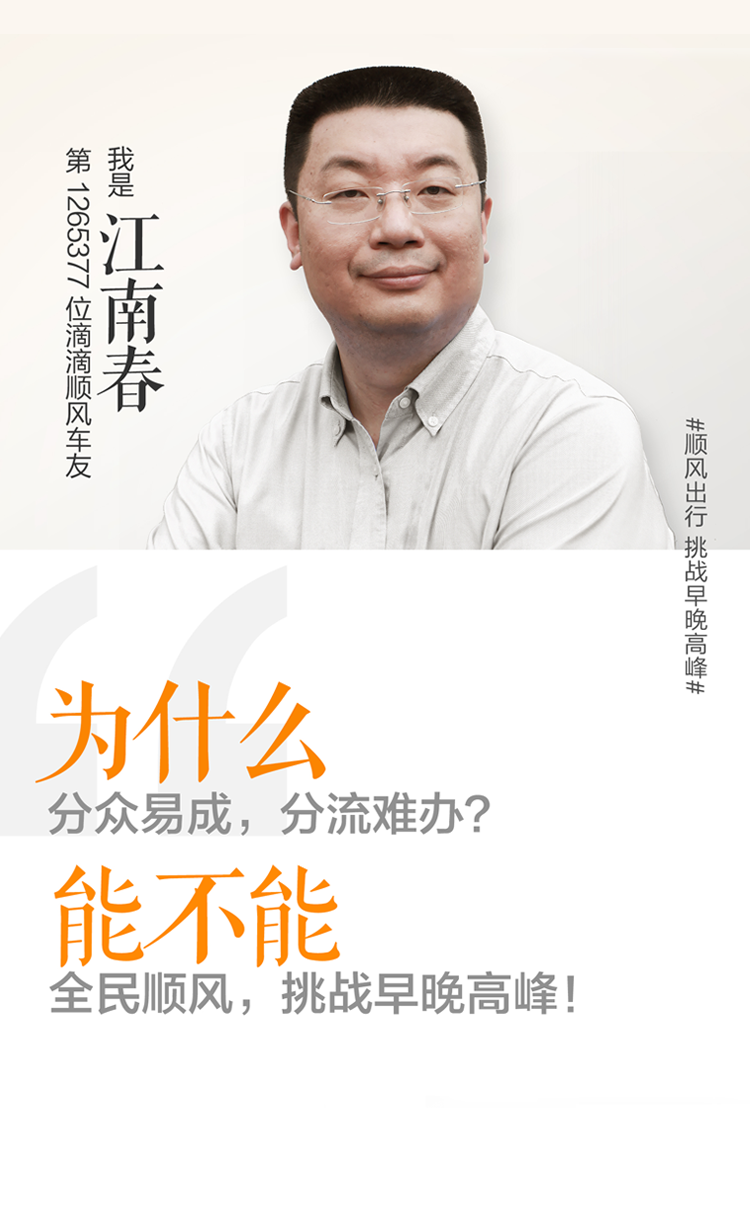 我是
江南春
第 1265377 位滴滴顺风车友
#顺风出行 挑战早晚高峰#
为什么
分众易成，分流难办？
能不能
全民顺风，挑战早晚高峰！